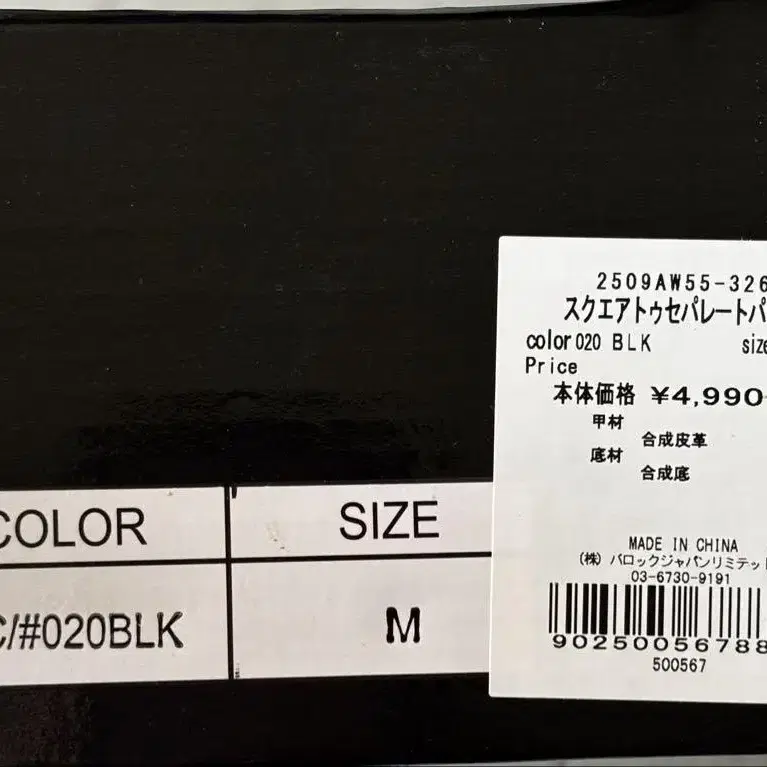 COLOR
SIZE
C/#020BLK
M
2509AW55-326
スクエアトゥセパレートパ
color 020 BLK
size
Price
本体価格 ¥4,990
甲材
合成皮革
底材
合成底
MADE IN CHINA
(株) バロックジャパンリミテッド
03-6730-9191
90250056788
500567